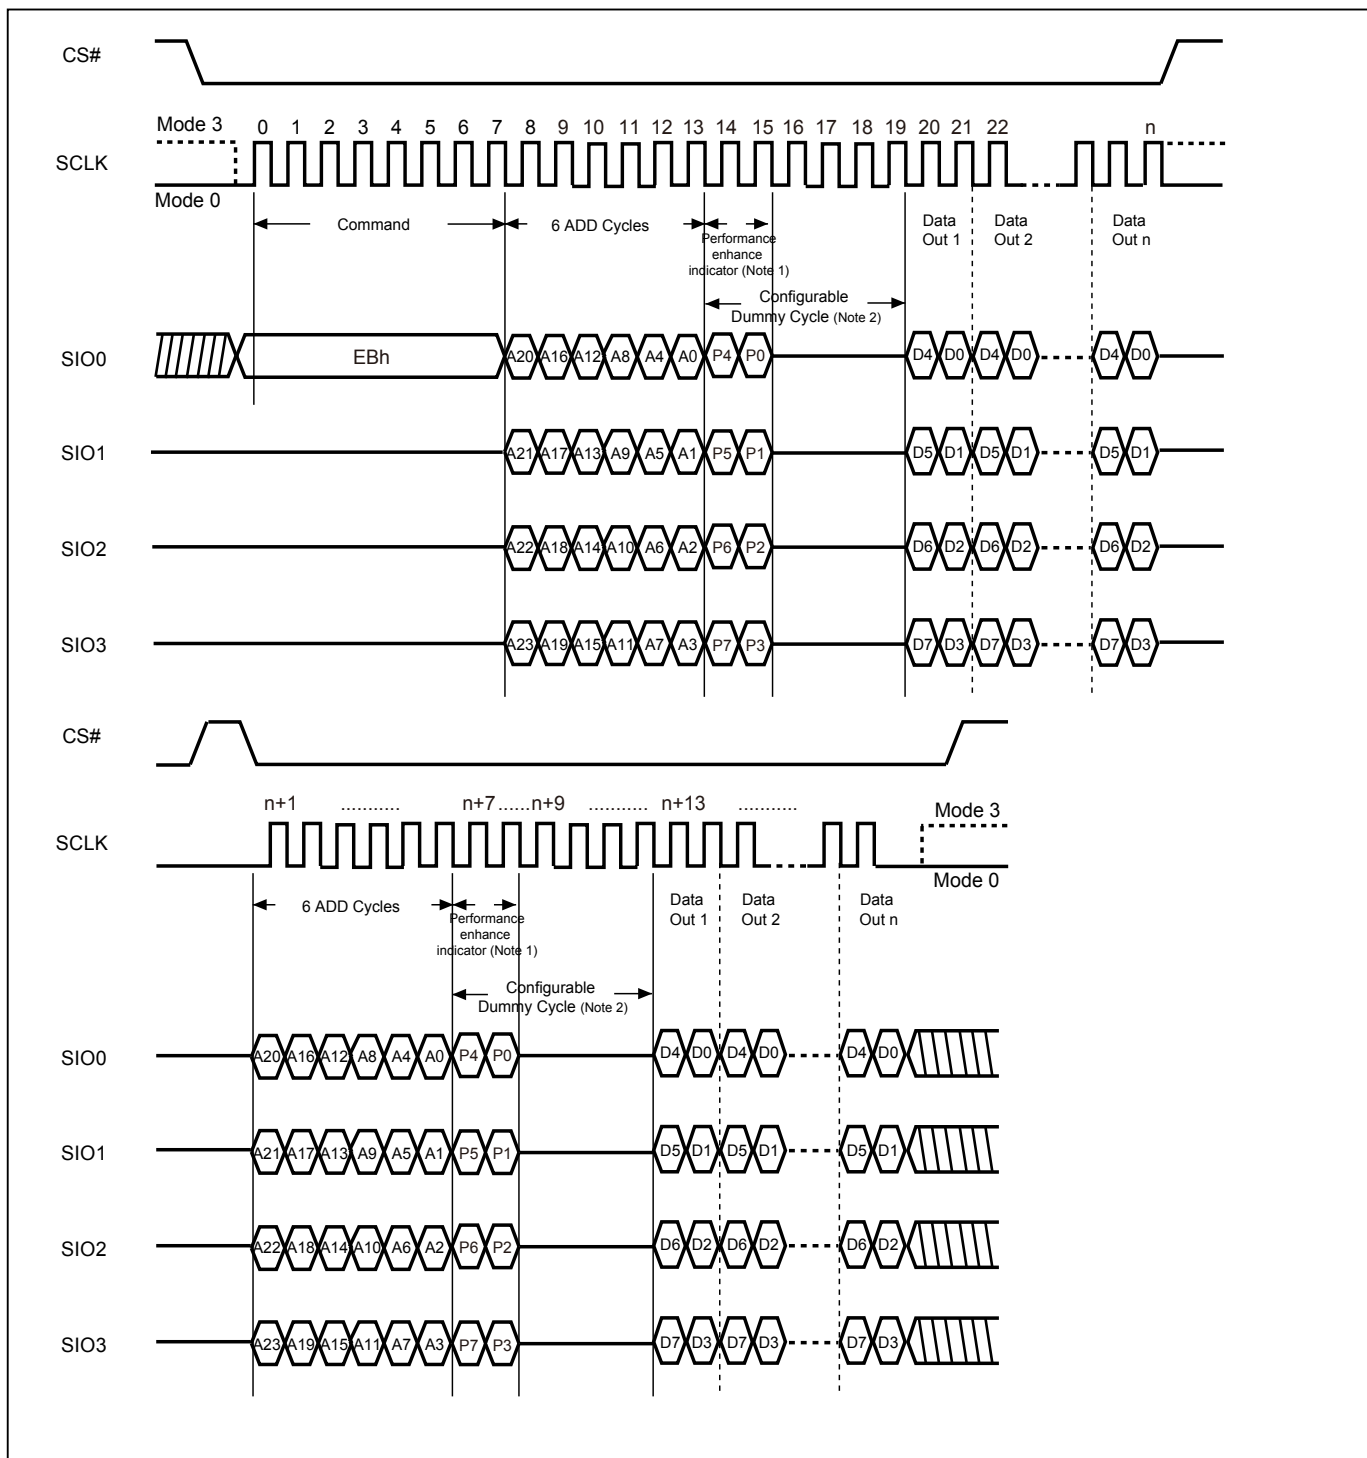 CS#
Mode 3 0 1 2 3 4 5 6 7 8 9 10 11 12 13 14 15 16 17 18 19 20 21 22 n
SCLK
Mode 0
Command 6 ADD Cycles Performance enhance indicator (Note 1) Data Out 1 Data Out 2 Data Out n
Configurable
Dummy Cycle (Note 2)
SIO0 EBh A20 A16 A12 A8 A4 A0 P4 P0 D4 D0 D4 D0 D4 D0
SIO1 A21 A17 A13 A9 A5 A1 P5 P1 D5 D1 D5 D1 D5 D1
SIO2 A22 A18 A14 A10 A6 A2 P6 P2 D6 D2 D6 D2 D6 D2
SIO3 A23 A19 A15 A11 A7 A3 P7 P3 D7 D3 D7 D3 D7 D3
CS#
n+1 ........... n+7 ......n+9 ........... n+13 ........... Mode 3
SCLK
Mode 0
6 ADD Cycles Performance enhance indicator (Note 1) Data Out 1 Data Out 2 Data Out n
Configurable
Dummy Cycle (Note 2)
SIO0 A20 A16 A12 A8 A4 A0 P4 P0 D4 D0 D4 D0 D4 D0
SIO1 A21 A17 A13 A9 A5 A1 P5 P1 D5 D1 D5 D1 D5 D1
SIO2 A22 A18 A14 A10 A6 A2 P6 P2 D6 D2 D6 D2 D6 D2
SIO3 A23 A19 A15 A11 A7 A3 P7 P3 D7 D3 D7 D3 D7 D3